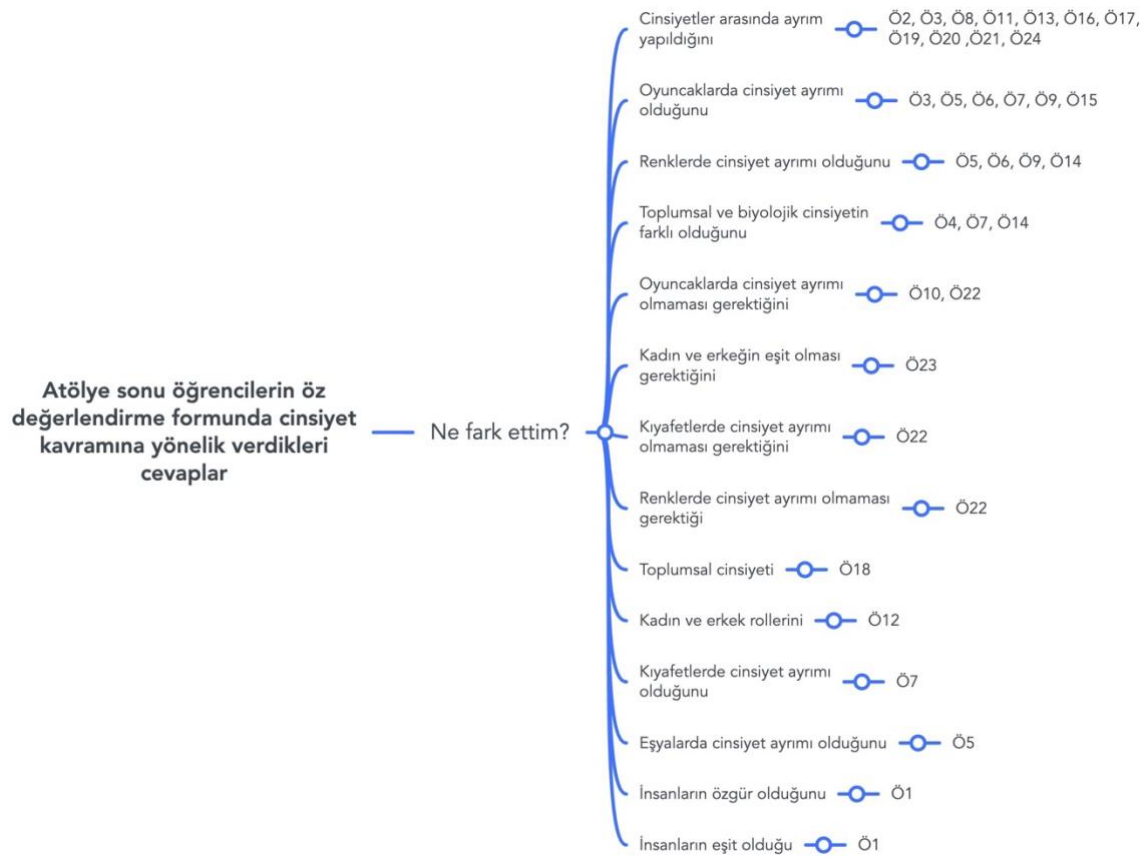 Atölye sonu öğrencilerin öz
değerlendirme formunda cinsiyet
kavramına yönelik verdikleri
cevaplar
Ne fark ettim?
Cinsiyetler arasında ayrım
yapıldığını
Ö2, Ö3, Ö8, Ö11, Ö13, Ö16, Ö17,
Ö19, Ö20 ,Ö21, Ö24
Oyuncaklarda cinsiyet ayrımı
olduğunu
Ö3, Ö5, Ö6, Ö7, Ö9, Ö15
Renklerde cinsiyet ayrımı olduğunu
Ö5, Ö6, Ö9, Ö14
Toplumsal ve biyolojik cinsiyetin
farklı olduğunu
Ö4, Ö7, Ö14
Oyuncaklarda cinsiyet ayrımı
olmaması gerektiğini
Ö10, Ö22
Kadın ve erkeğin eşit olması
gerektiğini
Ö23
Kıyafetlerde cinsiyet ayrımı
olmaması gerektiğini
Ö22
Renklerde cinsiyet ayrımı olmaması
gerektiği
Ö22
Toplumsal cinsiyeti
Ö18
Kadın ve erkek rollerini
Ö12
Kıyafetlerde cinsiyet ayrımı
olduğunu
Ö7
Eşyalarda cinsiyet ayrımı olduğunu
Ö5
İnsanların özgür olduğunu
Ö1
İnsanların eşit olduğu
Ö1